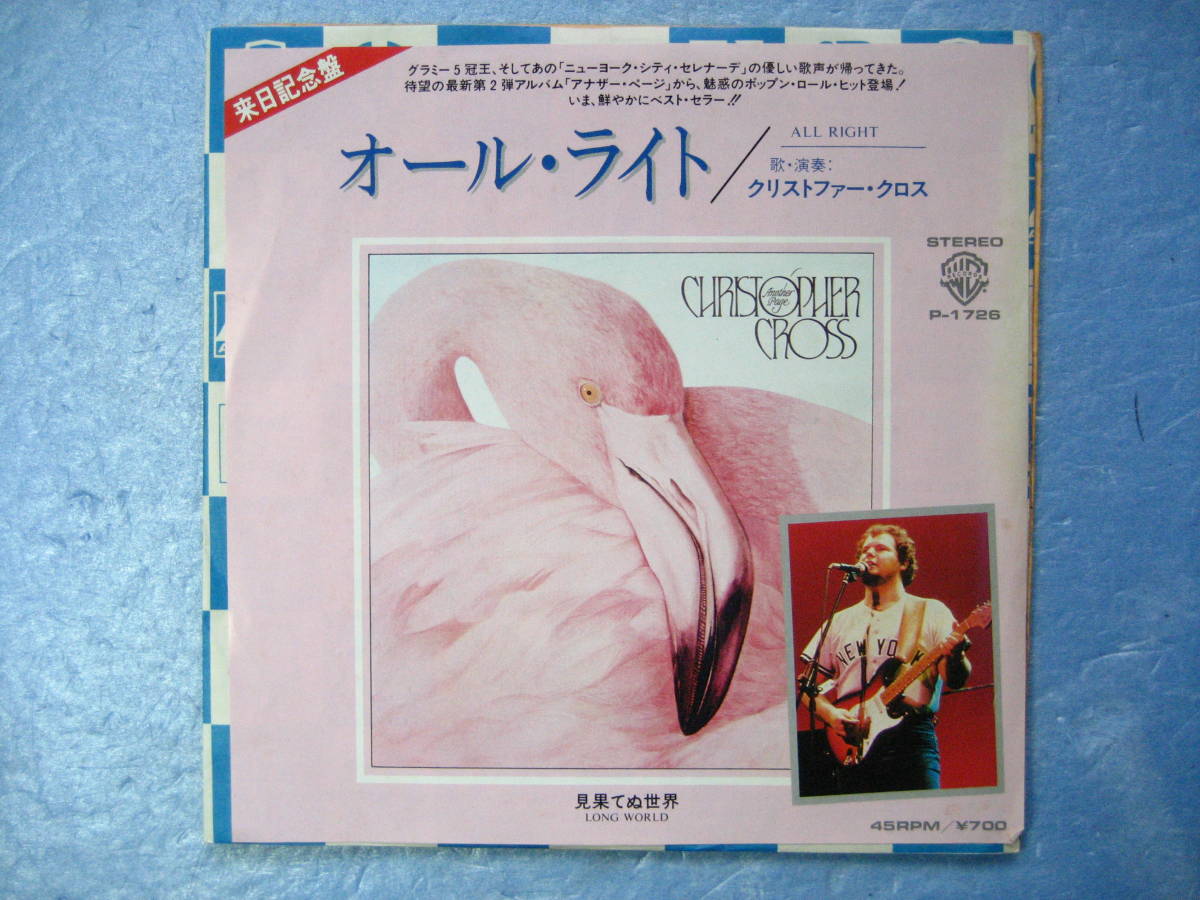 来日記念盤
グラミー5冠王、そしてあの「ニューヨーク・シティ・セレナーデ」の優しい歌声が帰ってきた。
待望の最新第2弾アルバム「アナザー・ページ」から、魅惑のポップン・ロール・ヒット登場!
いま、鮮やかにベスト・セラー!!
オール・ライト
ALL RIGHT
歌・演奏:
クリストファー・クロス
STEREO
RECORDS
P-1726
CHRISTOPHER
Another
Page
CROSS
NEW YO K
見果てぬ世界
LONG WORLD
45RPM/¥700